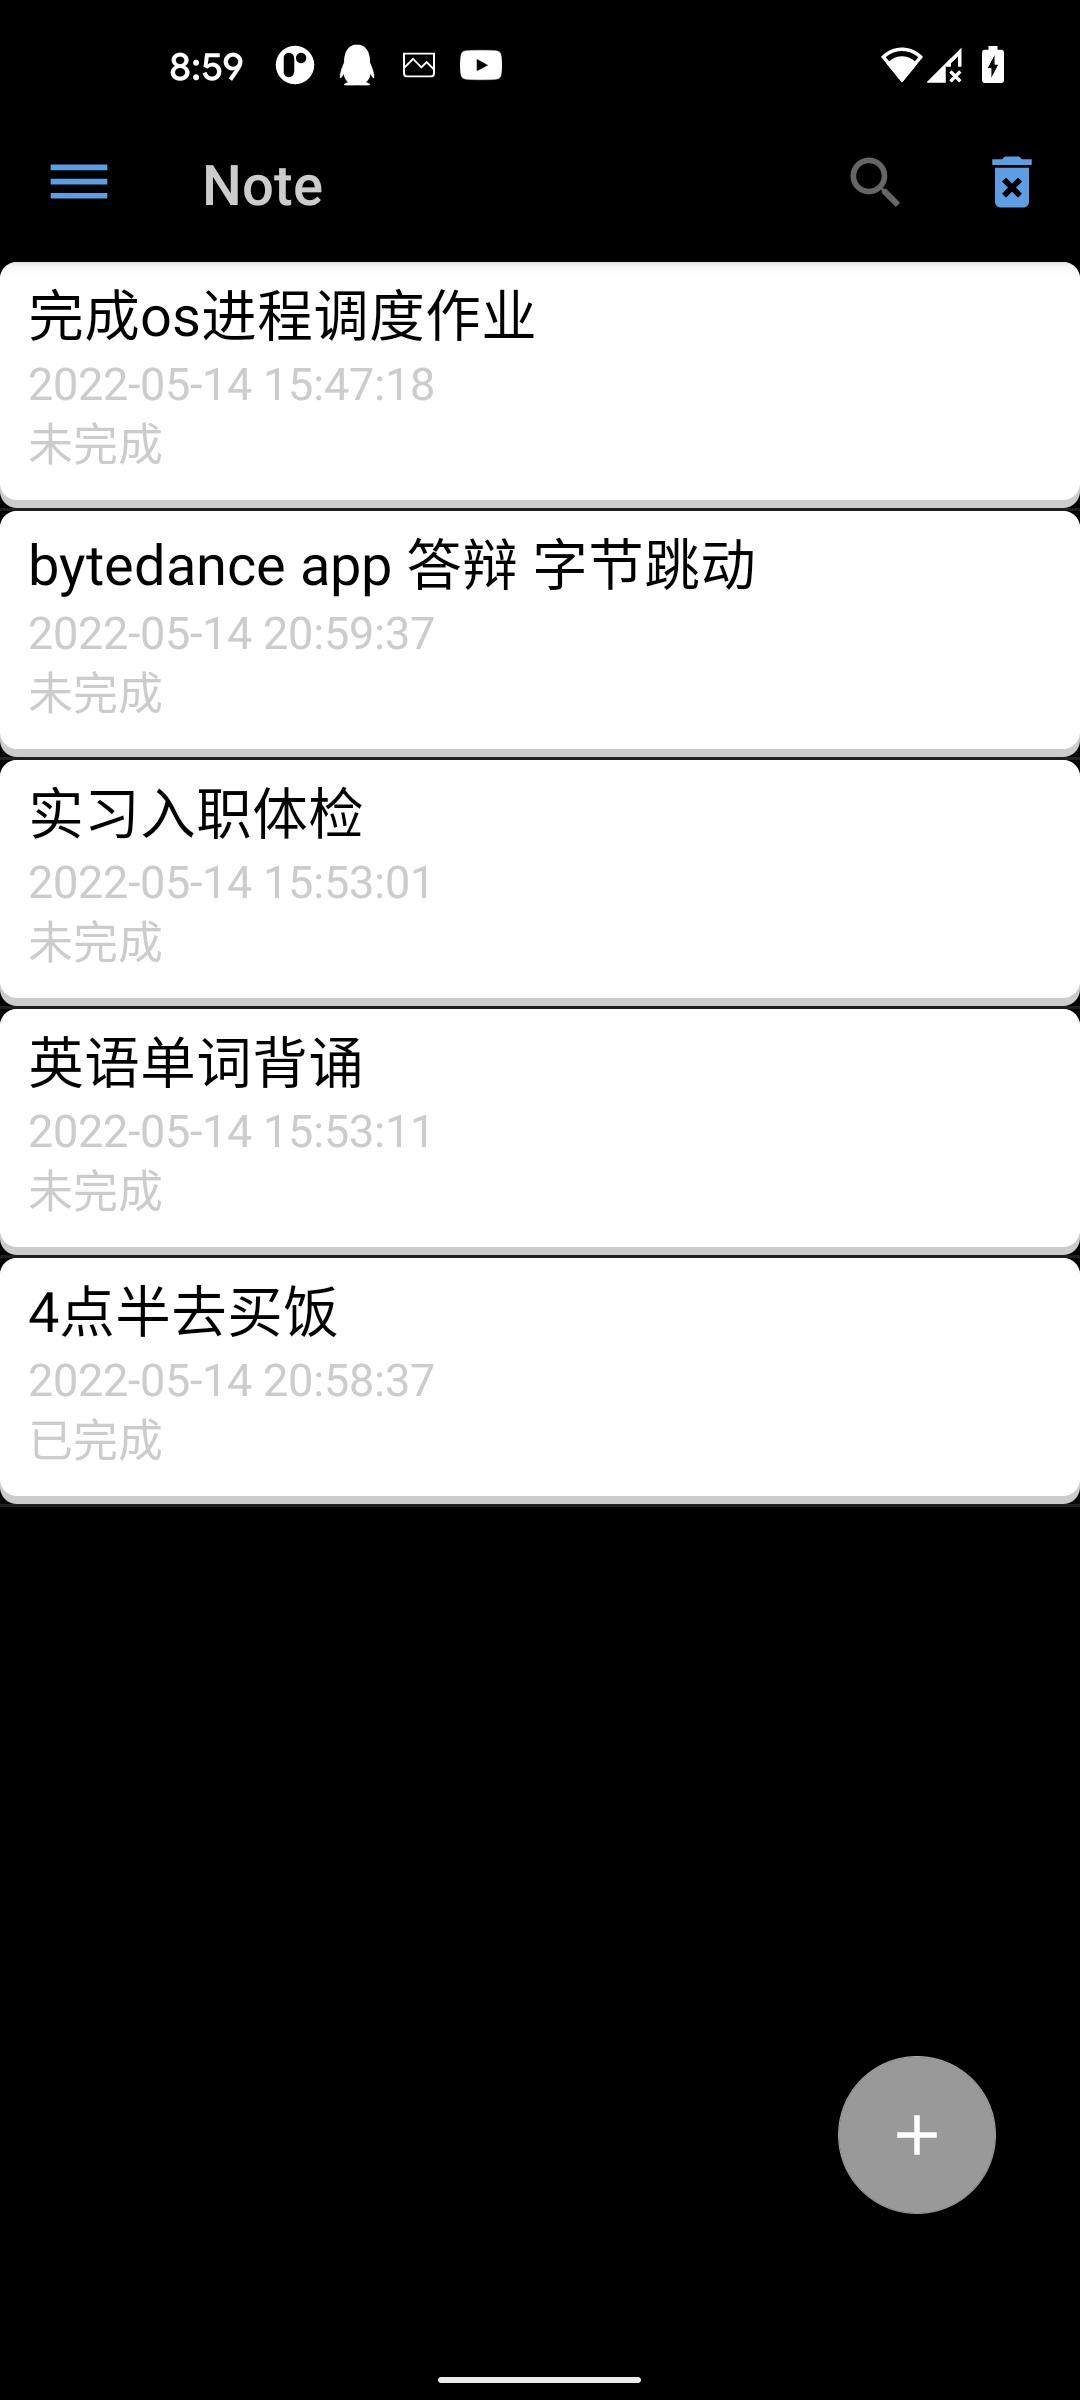 8:59
Note
完成os进程调度作业
2022-05-14 15:47:18
未完成
bytedance app 答辩 字节跳动
2022-05-14 20:59:37
未完成
实习入职体检
2022-05-14 15:53:01
未完成
英语单词背诵
2022-05-14 15:53:11
未完成
4点半去买饭
2022-05-14 20:58:37
已完成